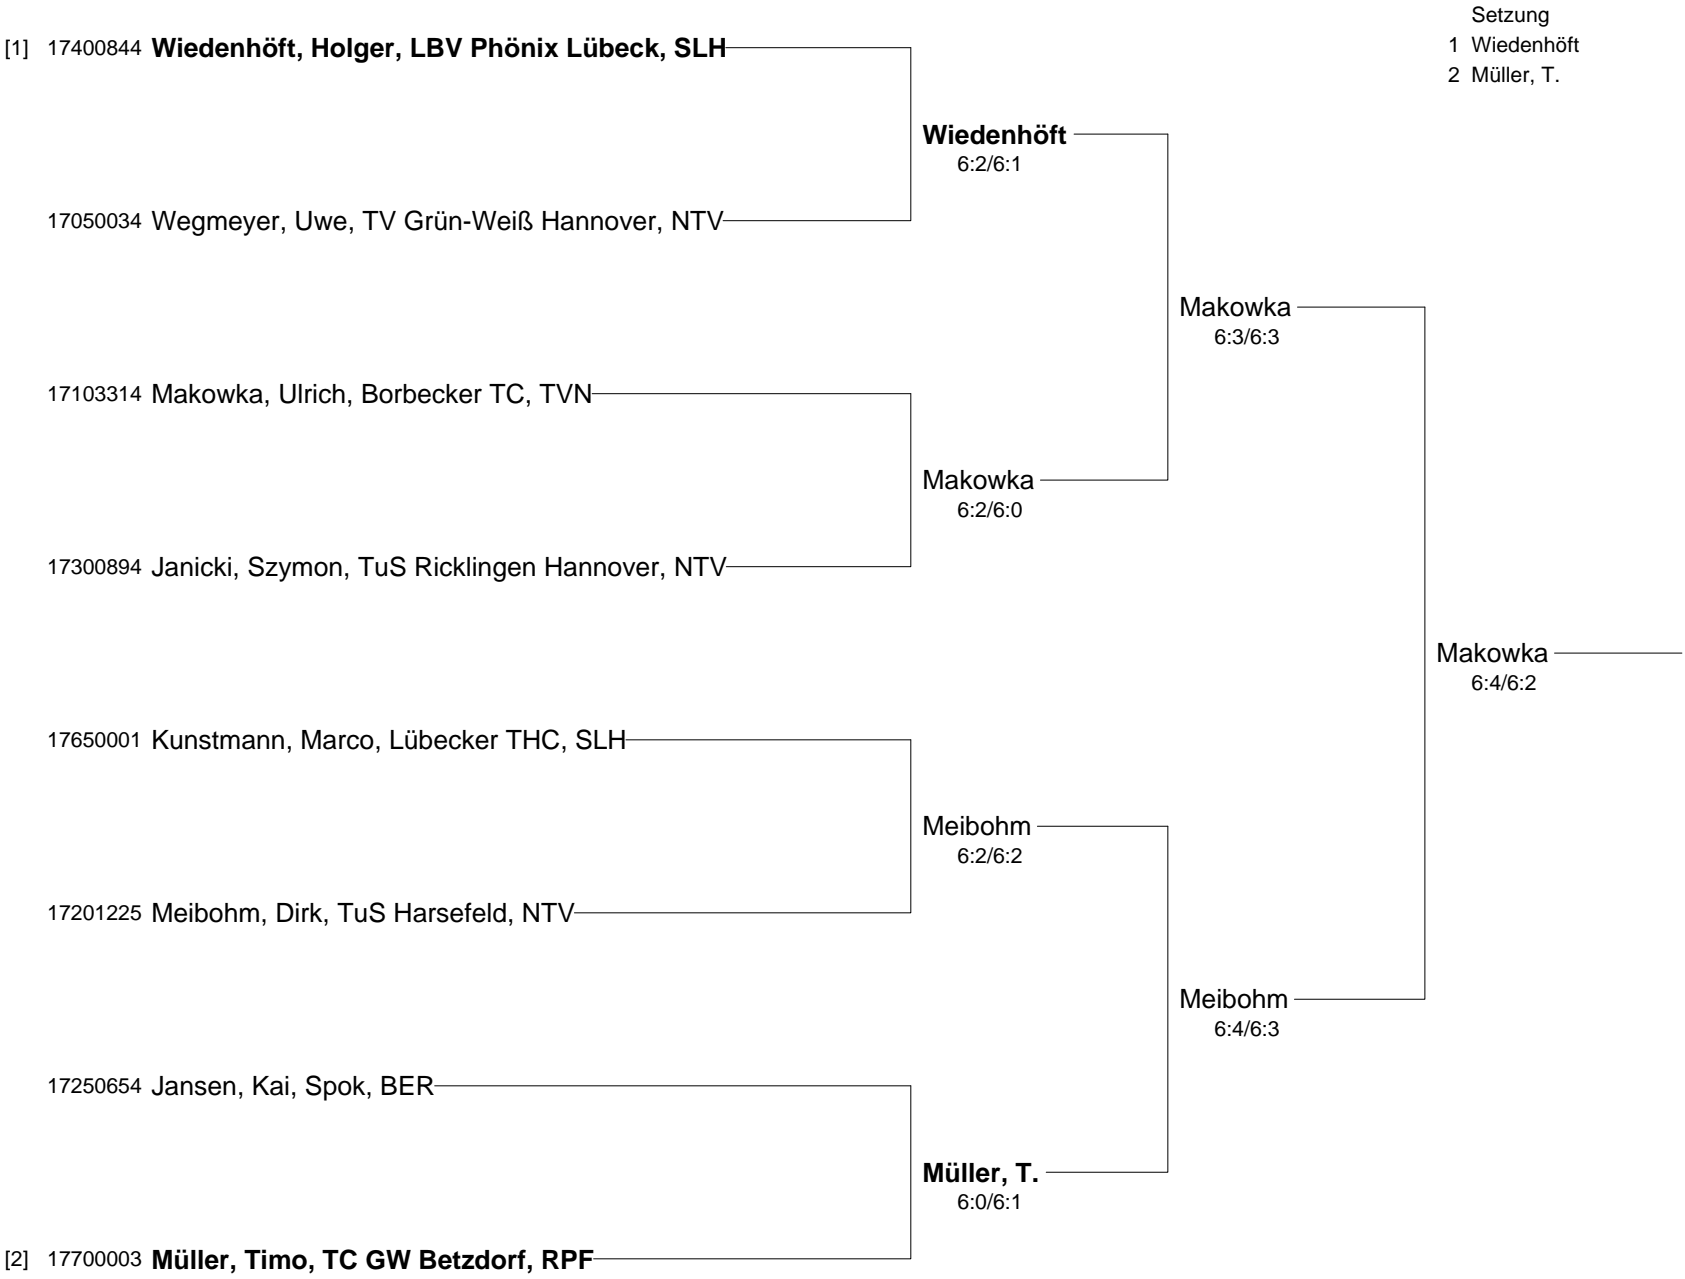 Setzung
1 Wiedenhöft
2 Müller, T.
[1] 17400844 Wiedenhöft, Holger, LBV Phönix Lübeck, SLH
Wiedenhöft
6:2/6:1
17050034 Wegmeyer, Uwe, TV Grün-Weiß Hannover, NTV
Makowka
6:3/6:3
17103314 Makowka, Ulrich, Borbecker TC, TVN
Makowka
6:2/6:0
17300894 Janicki, Szymon, TuS Ricklingen Hannover, NTV
Makowka
6:4/6:2
17650001 Kunstmann, Marco, Lübecker THC, SLH
Meibohm
6:2/6:2
17201225 Meibohm, Dirk, TuS Harsefeld, NTV
Meibohm
6:4/6:3
17250654 Jansen, Kai, Spok, BER
Müller, T.
6:0/6:1
[2] 17700003 Müller, Timo, TC GW Betzdorf, RPF